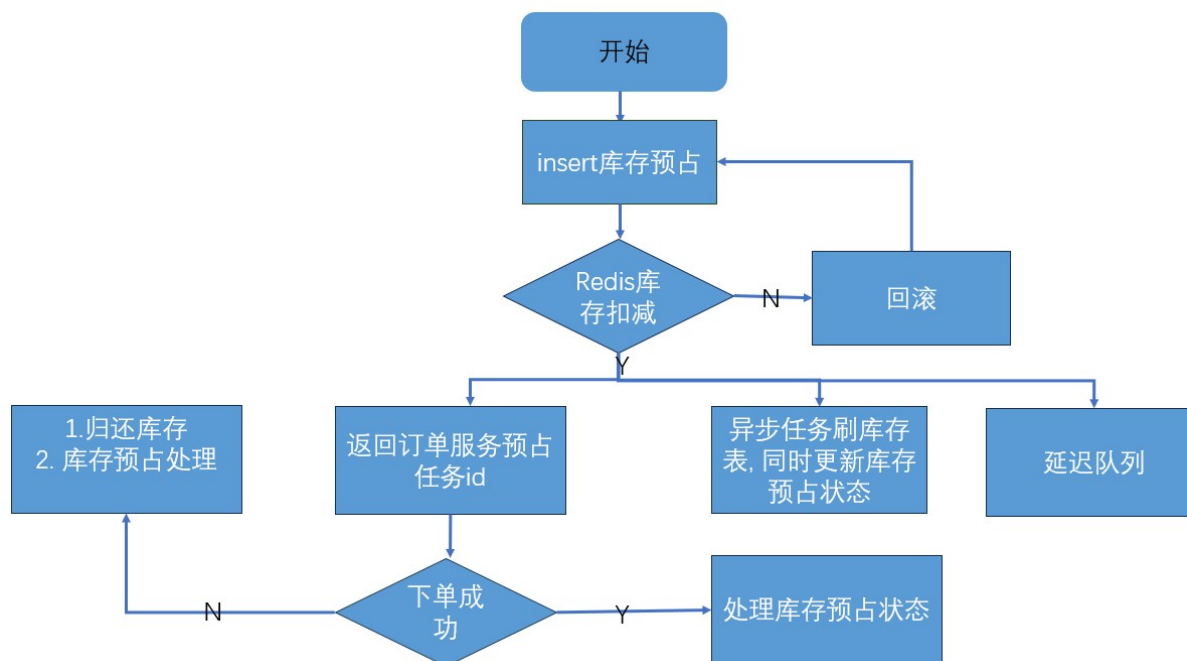 开始
insert库存预占
Redis库
存扣减
N
回滚
Y
1.归还库存
2. 库存预占处理
返回订单服务预占
任务id
异步任务刷库存
表, 同时更新库存
预占状态
延迟队列
下单成
功
N
Y
处理库存预占状态